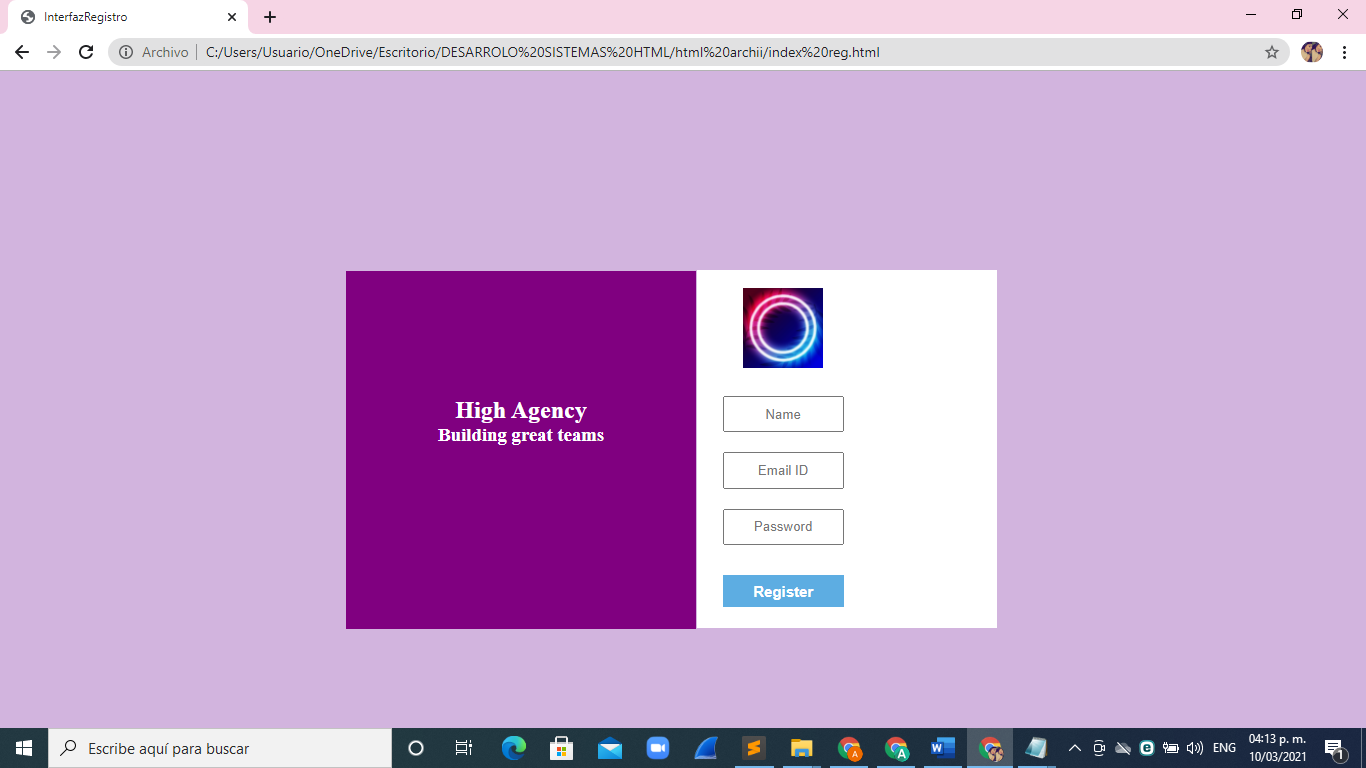 InterfazRegistro
Archivo C:/Users/Usuario/OneDrive/Escritorio/DESARROLO%20SISTEMAS%20HTML/html%20archii/index%20reg.html
High Agency
Building great teams
Name
Email ID
Password
Register
Escribe aquí para buscar
ENG
04:13 p. m.
10/03/2021
1